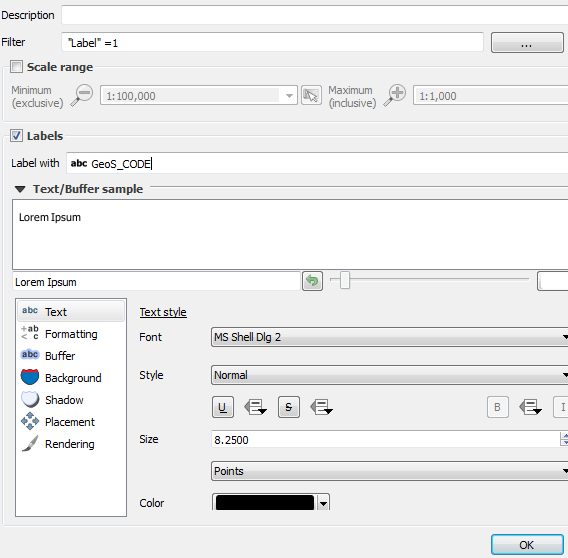 Description
Filter "Label" =1 ...
Scale range
Minimum (exclusive) 1:100,000 Maximum (inclusive) 1:1,000
Labels
Label with abc GeoS_CODE
Text/Buffer sample
Lorem Ipsum
Lorem Ipsum
abc Text
+ab < c Formatting
abc Buffer
Background
Shadow
Placement
Rendering
Text style
Font MS Shell Dlg 2
Style Normal
U S B I
Size 8.2500
Points
Color
OK